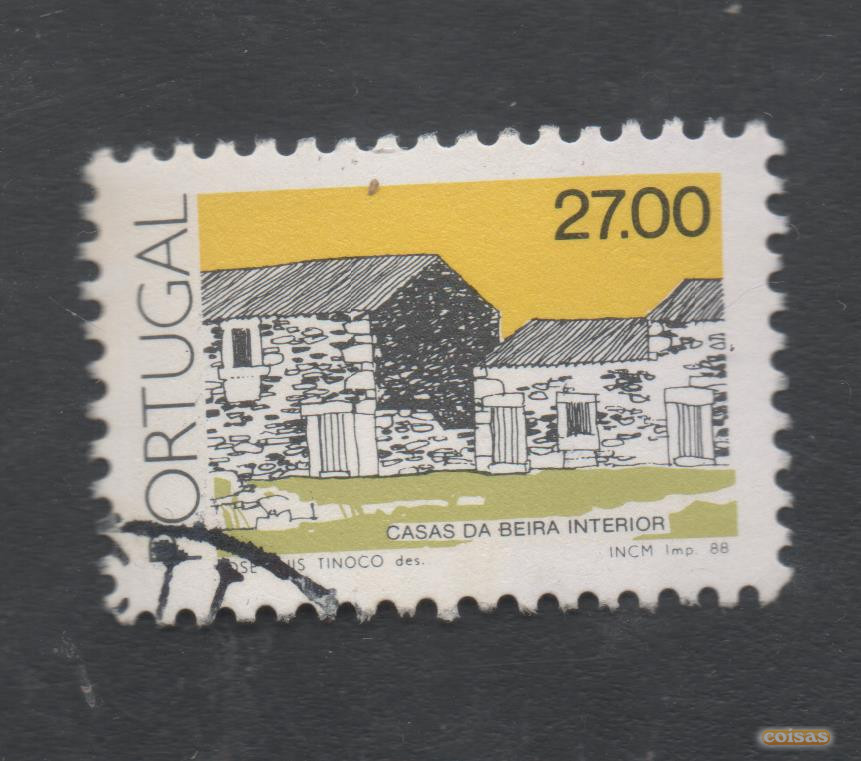 PORTUGAL
27.00
CASAS DA BEIRA INTERIOR
TINOCO des.
INCM Imp. 88
coisas